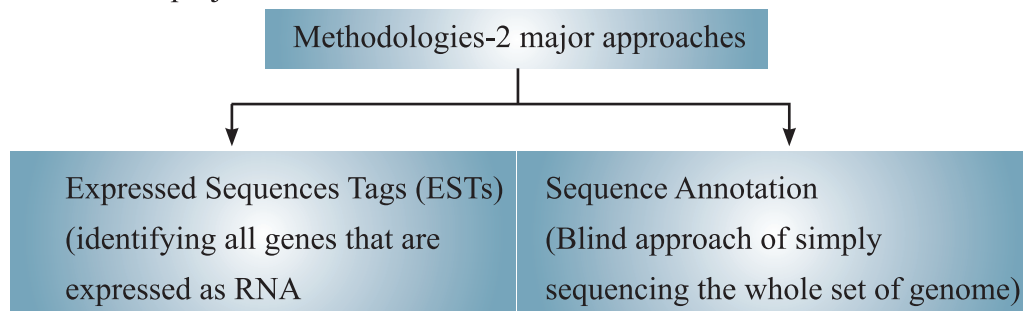 Methodologies-2 major approaches
Expressed Sequences Tags (ESTs)
(identifying all genes that are
expressed as RNA
Sequence Annotation
(Blind approach of simply
sequencing the whole set of genome)